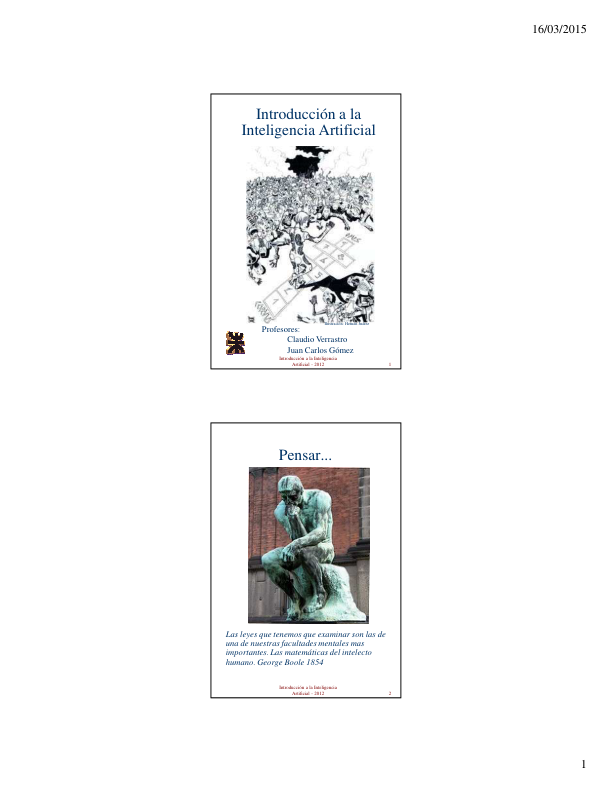 16/03/2015
Introducción a la
Inteligencia Artificial
Profesores:
Claudio Verrastro
Juan Carlos Gómez
Introducción a la Inteligencia
Artificial - 2012
1
Pensar...
Las leyes que tenemos que examinar son las de
una de nuestras facultades mentales mas
importantes. Las matemáticas del intelecto
humano. George Boole 1854
Introducción a la Inteligencia
Artificial - 2012
2
1